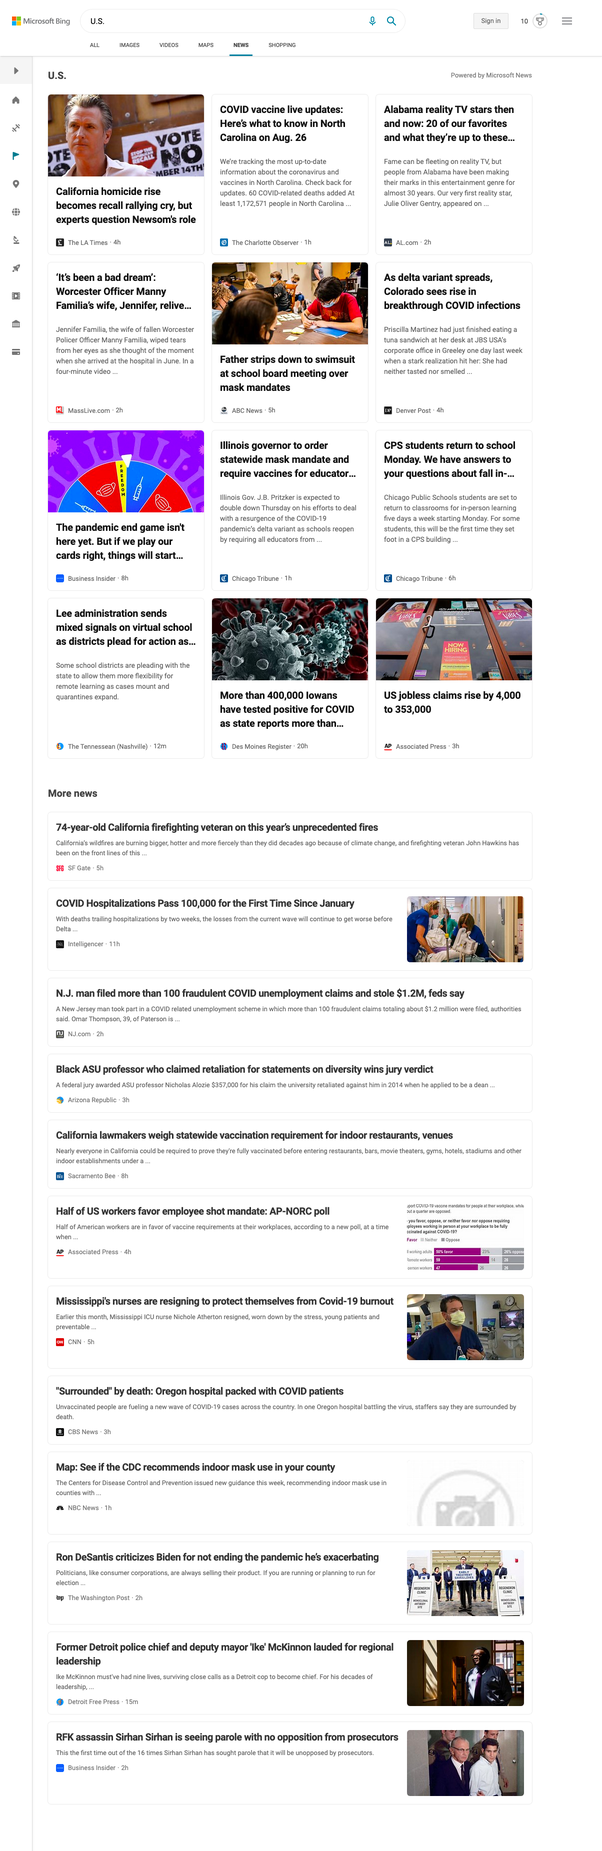 Microsoft Bing
U.S.
Sign in
10
ALL
IMAGES
VIDEOS
MAPS
NEWS
SHOPPING
U.S.
Powered by Microsoft News
VOTE
NO
VOTE
MBER 14TH
California homicide rise
becomes recall rallying cry, but
experts question Newsom's role
The LA Times · 4h
COVID vaccine live updates:
Here's what to know in North
Carolina on Aug. 26
We're tracking the most up-to-date
information about the coronavirus and
vaccines in North Carolina. Check back for
updates. 60 COVID-related deaths added At
least 1,172,571 people in North Carolina ...
The Charlotte Observer · 1h
Alabama reality TV stars then
and now: 20 of our favorites
and what they're up to these...
Fame can be fleeting on reality TV, but
people from Alabama have been making
their marks in this entertainment genre for
almost 30 years. Our very first reality star,
Julie Oliver Gentry, appeared on ...
AL.com · 2h
'It's been a bad dream':
Worcester Officer Manny
Familia's wife, Jennifer, relive...
Jennifer Familia, the wife of fallen Worcester
Police Officer Manny Familia, wiped tears
from her eyes as she thought of the moment
when she arrived at the hospital in June. In a
four-minute video ...
MassLive.com · 2h
Father strips down to swimsuit
at school board meeting over
mask mandates
ABC News · 5h
As delta variant spreads,
Colorado sees rise in
breakthrough COVID infections
Priscilla Martinez had just finished eating a
tuna sandwich at her desk at JBS USA's
corporate office in Greeley one day last week
when a stark realization hit her: She had
neither tasted nor smelled ...
Denver Post · 4h
FREEDOM
The pandemic end game isn't
here yet. But if we play our
cards right, things will start...
Business Insider · 8h
Illinois governor to order
statewide mask mandate and
require vaccines for educator...
Illinois Gov. J.B. Pritzker is expected to
double down Thursday on his efforts to deal
with a resurgence of the COVID-19
pandemic's delta variant as schools reopen
by requiring all educators from ...
Chicago Tribune · 1h
CPS students return to school
Monday. We have answers to
your questions about fall in-...
Chicago Public Schools students are set to
return to classrooms for in-person learning
five days a week starting Monday. For some
students, this will be the first time they set
foot in a CPS building ...
Chicago Tribune · 6h
Lee administration sends
mixed signals on virtual school
as districts plead for action as...
Some school districts are pleading with the
state to allow them more flexibility for
remote learning as cases mount and
quarantines expand.
The Tennessean (Nashville) · 12m
More than 400,000 Iowans
have tested positive for COVID
as state reports more than...
Des Moines Register · 20h
NOW
HIRING
US jobless claims rise by 4,000
to 353,000
AP
Associated Press · 3h
More news
74-year-old California firefighting veteran on this year's unprecedented fires
California's wildfires are burning bigger, hotter and more fiercely than they did decades ago because of climate change, and firefighting veteran John Hawkins has
been on the front lines of this ...
SF Gate · 5h
COVID Hospitalizations Pass 100,000 for the First Time Since January
With deaths trailing hospitalizations by two weeks, the losses from the current wave will continue to get worse before
Delta ...
Intelligencer · 11h
N.J. man filed more than 100 fraudulent COVID unemployment claims and stole $1.2M, feds say
A New Jersey man took part in a COVID related unemployment scheme in which more than 100 fraudulent claims totaling about $1.2 million were filed, authorities
said. Omar Thompson, 39, of Paterson is ...
NJ.com · 2h
Black ASU professor who claimed retaliation for statements on diversity wins jury verdict
A federal jury awarded ASU professor Nicholas Alozie $357,000 for his claim the university retaliated against him in 2014 when he applied to be a dean ...
Arizona Republic · 3h
California lawmakers weigh statewide vaccination requirement for indoor restaurants, venues
Nearly everyone in California could be required to prove they're fully vaccinated before entering restaurants, bars, movie theaters, gyms, hotels, stadiums and other
indoor establishments under a ...
Sacramento Bee · 8h
Half of US workers favor employee shot mandate: AP-NORC poll
Half of American workers are in favor of vaccine requirements at their workplaces, according to a new poll, at a time
when ...
AP
Associated Press · 4h
Favor
Neither
Oppose
50% favor
59
47
Mississippi's nurses are resigning to protect themselves from Covid-19 burnout
Earlier this month, Mississippi ICU nurse Nichole Atherton resigned, worn down by the stress, young patients and
preventable ...
CNN · 5h
"Surrounded" by death: Oregon hospital packed with COVID patients
Unvaccinated people are fueling a new wave of COVID-19 cases across the country. In one Oregon hospital battling the virus, staffers say they are surrounded by
death.
CBS News · 3h
Map: See if the CDC recommends indoor mask use in your county
The Centers for Disease Control and Prevention issued new guidance this week, recommending indoor mask use in
counties with ...
NBC News · 1h
Ron DeSantis criticizes Biden for not ending the pandemic he's exacerbating
Politicians, like consumer corporations, are always selling their product. If you are running or planning to run for
election ...
wp
The Washington Post · 2h
Former Detroit police chief and deputy mayor 'Ike' McKinnon lauded for regional
leadership
Ike McKinnon must've had nine lives, surviving close calls as a Detroit cop to become chief. For his decades of
leadership, ...
Detroit Free Press · 15m
RFK assassin Sirhan Sirhan is seeing parole with no opposition from prosecutors
This the first time out of the 16 times Sirhan Sirhan has sought parole that it will be unopposed by prosecutors.
Business Insider · 2h